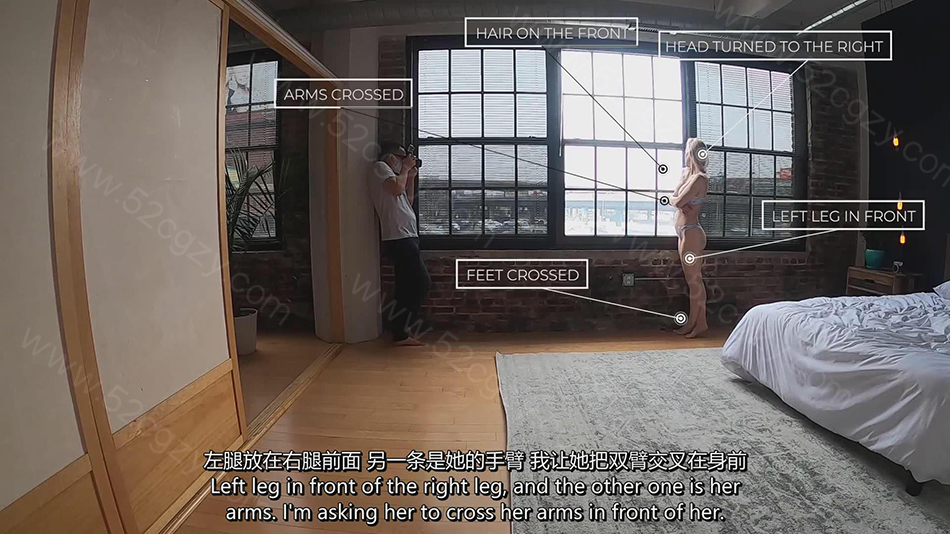 HAIR ON THE FRONT
HEAD TURNED TO THE RIGHT
ARMS CROSSED
LEFT LEG IN FRONT
FEET CROSSED
www.52cgzy.com
左腿放在右腿前面 另一条是她的手臂 我让她把双臂交叉在身前
Left leg in front of the right leg, and the other one is her
arms. I'm asking her to cross her arms in front of her.